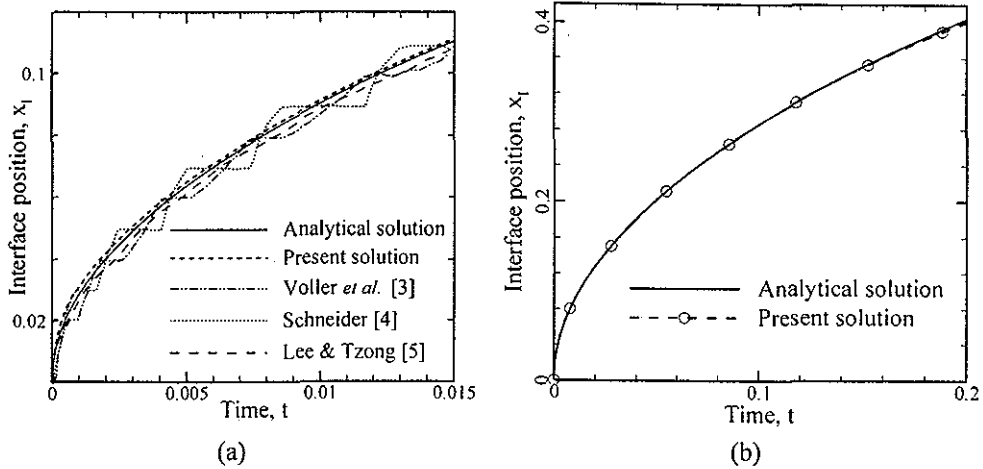 0.1
0.02
Interface position, x_I
Analytical solution
Present solution
Voller et al. [3]
Schneider [4]
Lee & Tzong [5]
0
0.005
0.01
0.015
Time, t
(a)
0.4
0.2
0
Interface position, x_I
Analytical solution
Present solution
0
0.1
0.2
Time, t
(b)